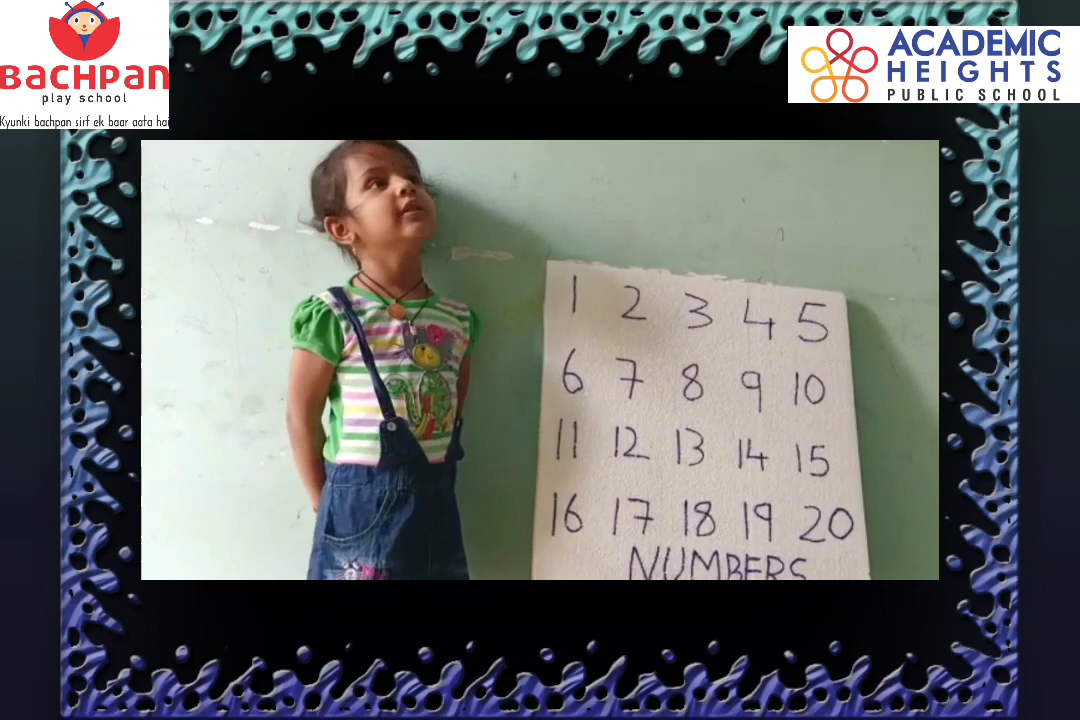 BACHPAN
play school
Kyunki bachpan sirf ek baar aata hai
ACADEMIC
HEIGHTS
PUBLIC SCHOOL
1 2 3 4 5
6 7 8 9 10
11 12 13 14 15
16 17 18 19 20
NUMBERS